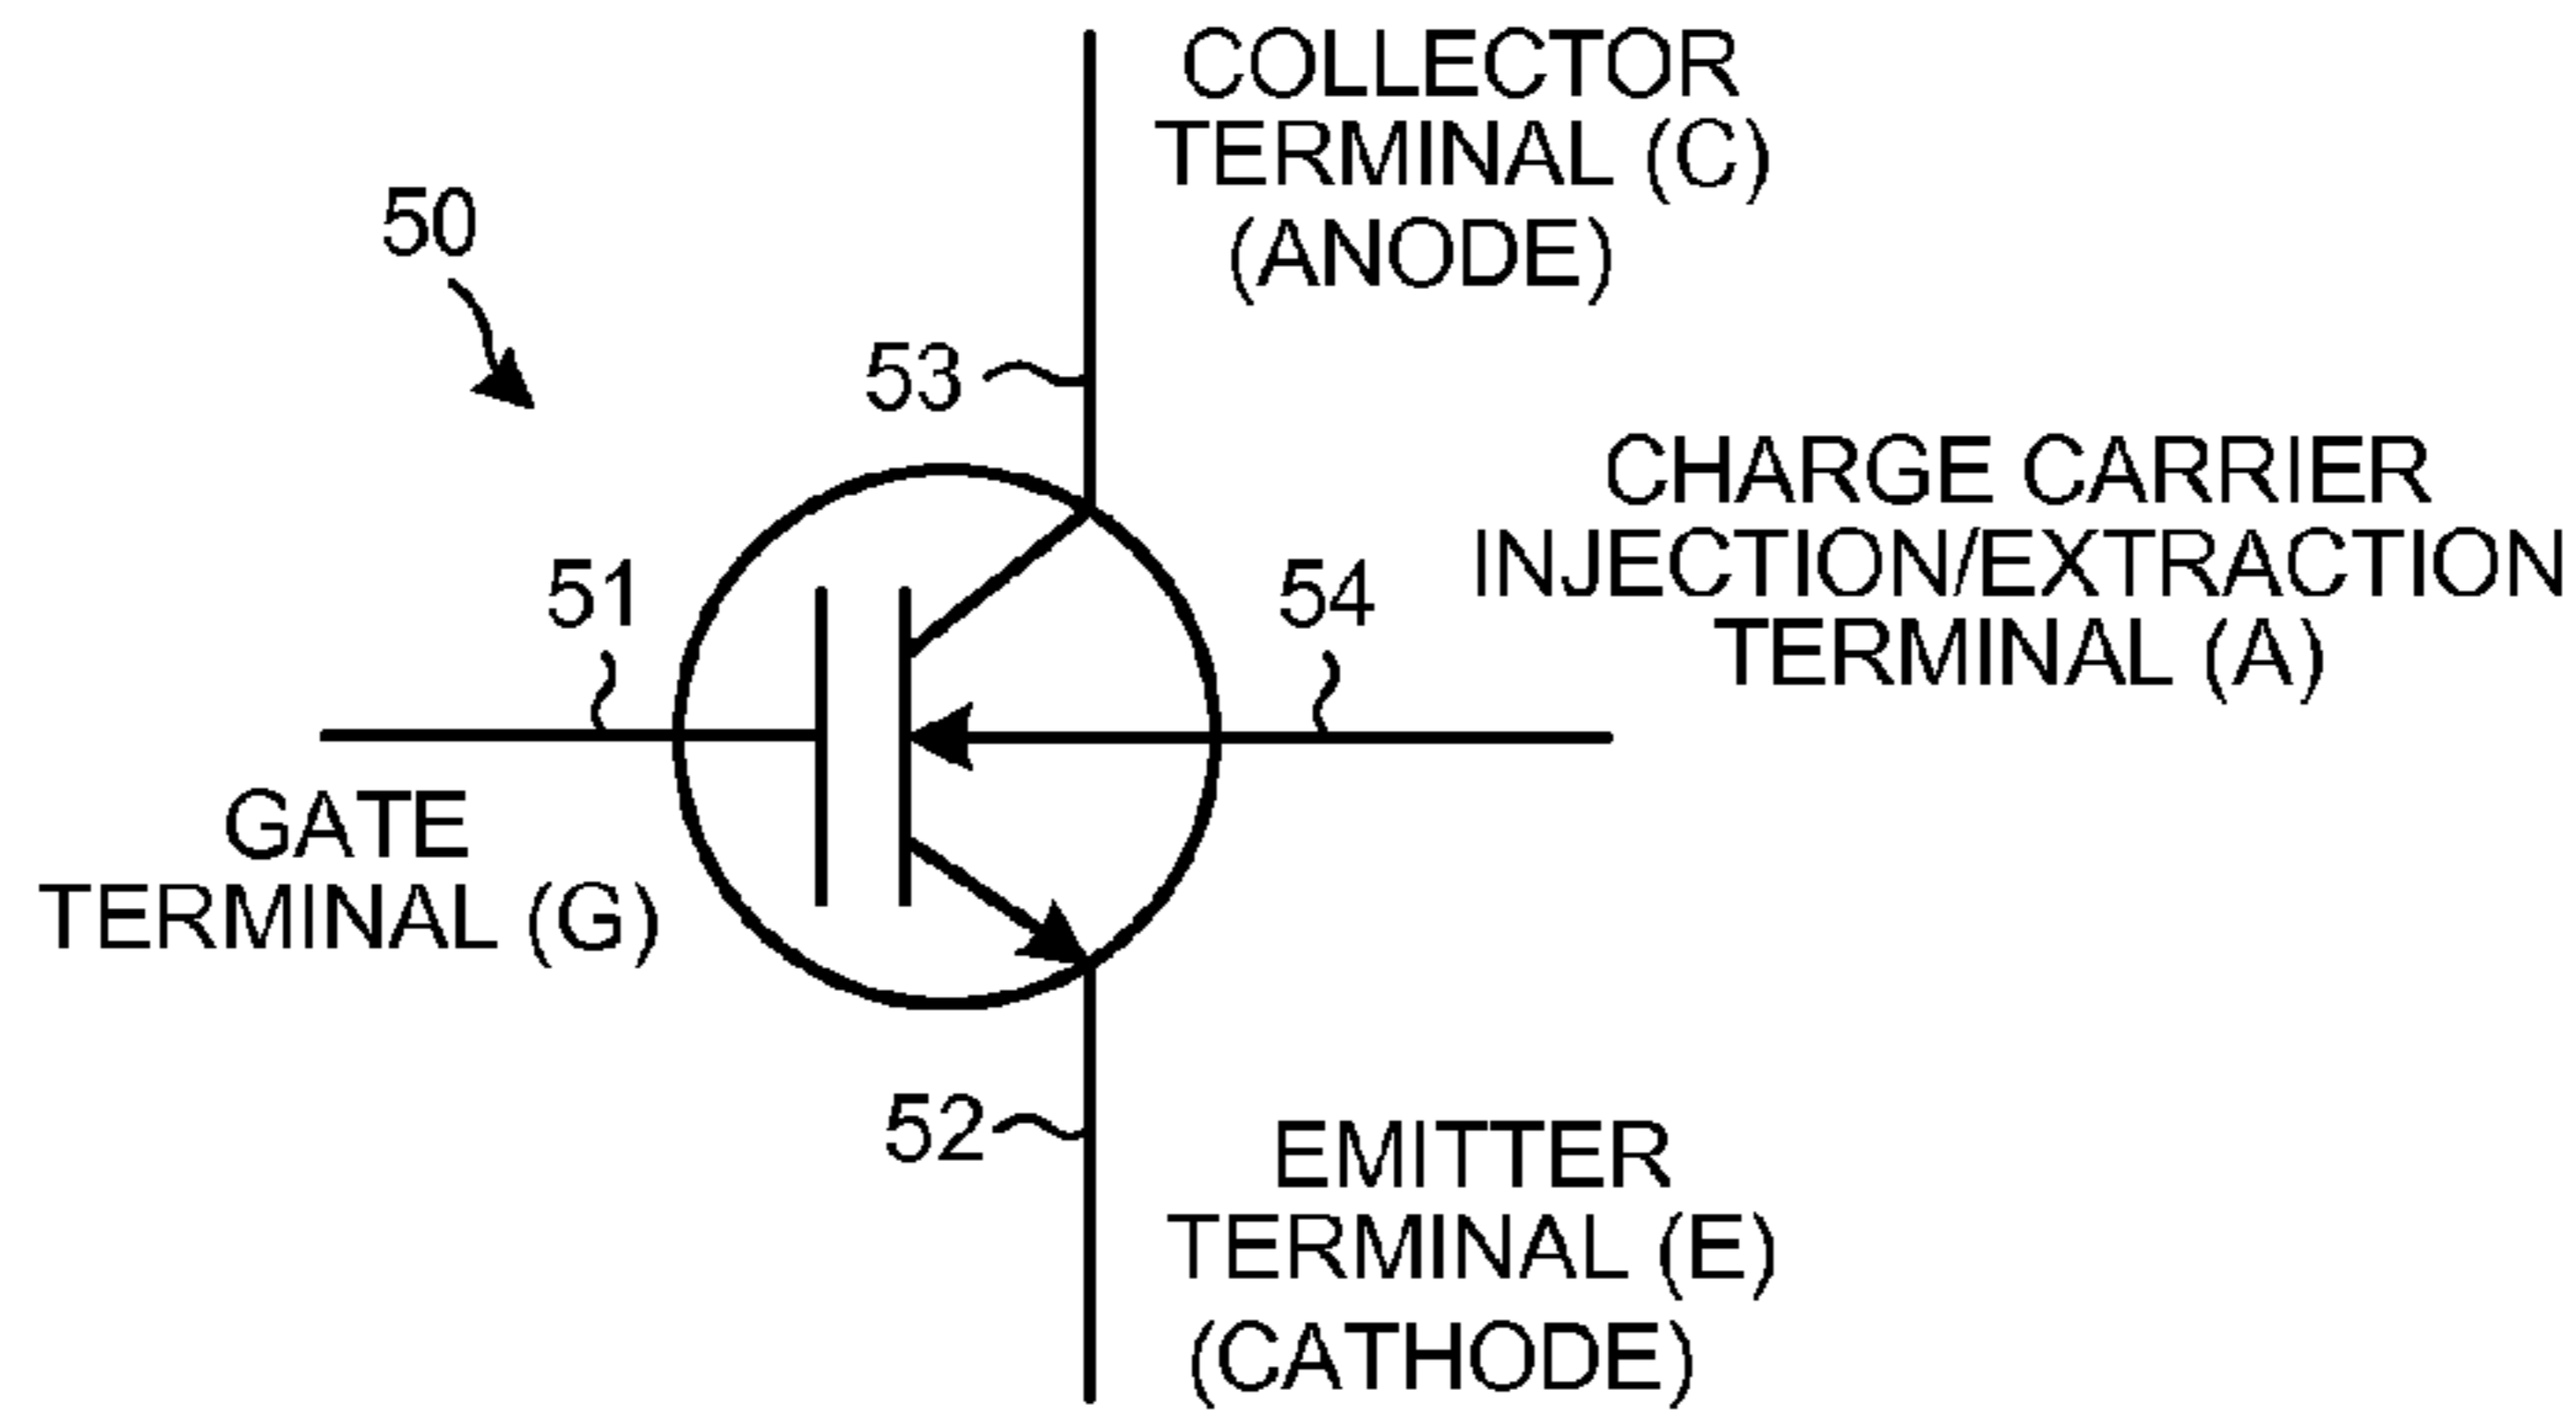 COLLECTOR
TERMINAL (C)
(ANODE)
50
53
CHARGE CARRIER
INJECTION/EXTRACTION
TERMINAL (A)
51
54
GATE
TERMINAL (G)
52
EMITTER
TERMINAL (E)
(CATHODE)